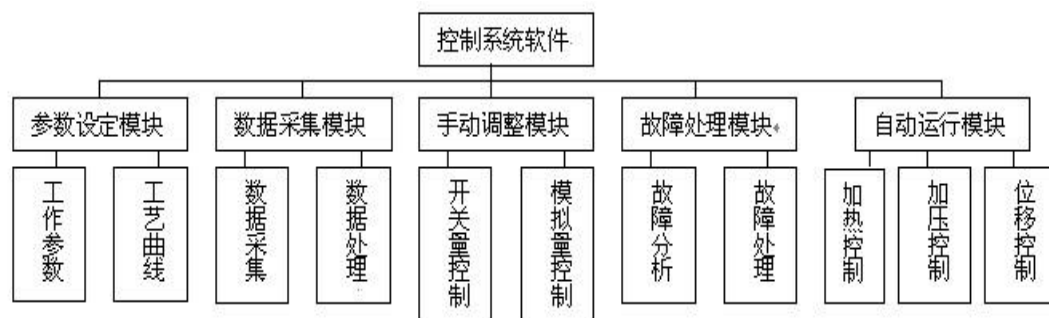 控制系统软件
参数设定模块
数据采集模块
手动调整模块
故障处理模块
自动运行模块
工作参数
工艺曲线
数据采集
数据处理
开关量控制
模拟量控制
故障分析
故障处理
加热控制
加压控制
位移控制